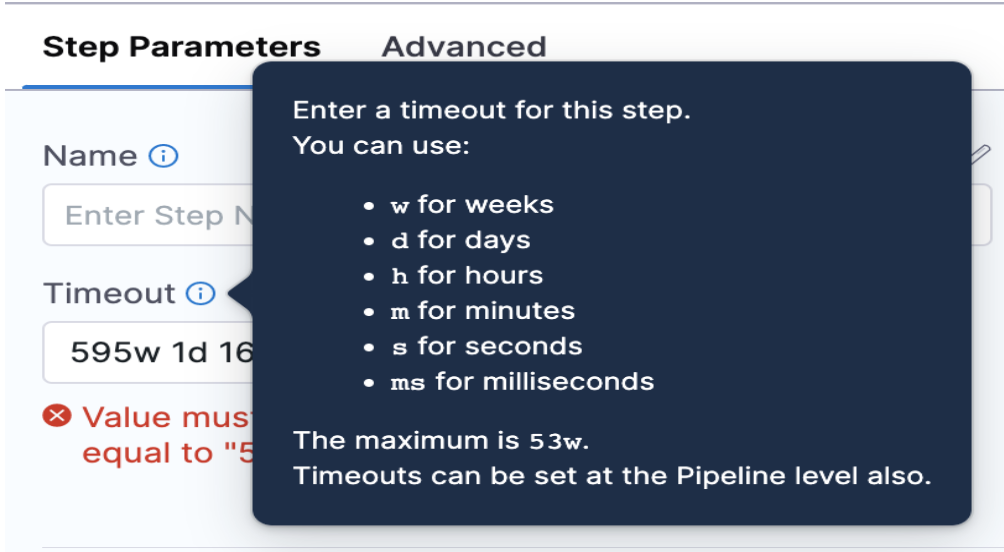 Step Parameters Advanced
Enter a timeout for this step.
You can use:
Name
• w for weeks
Enter Step
• d for days
• h for hours
Timeout
• m for minutes
595w 1d 16
• s for seconds
• ms for milliseconds
Value
equal to "5
The maximum is 53w.
Timeouts can be set at the Pipeline level also.